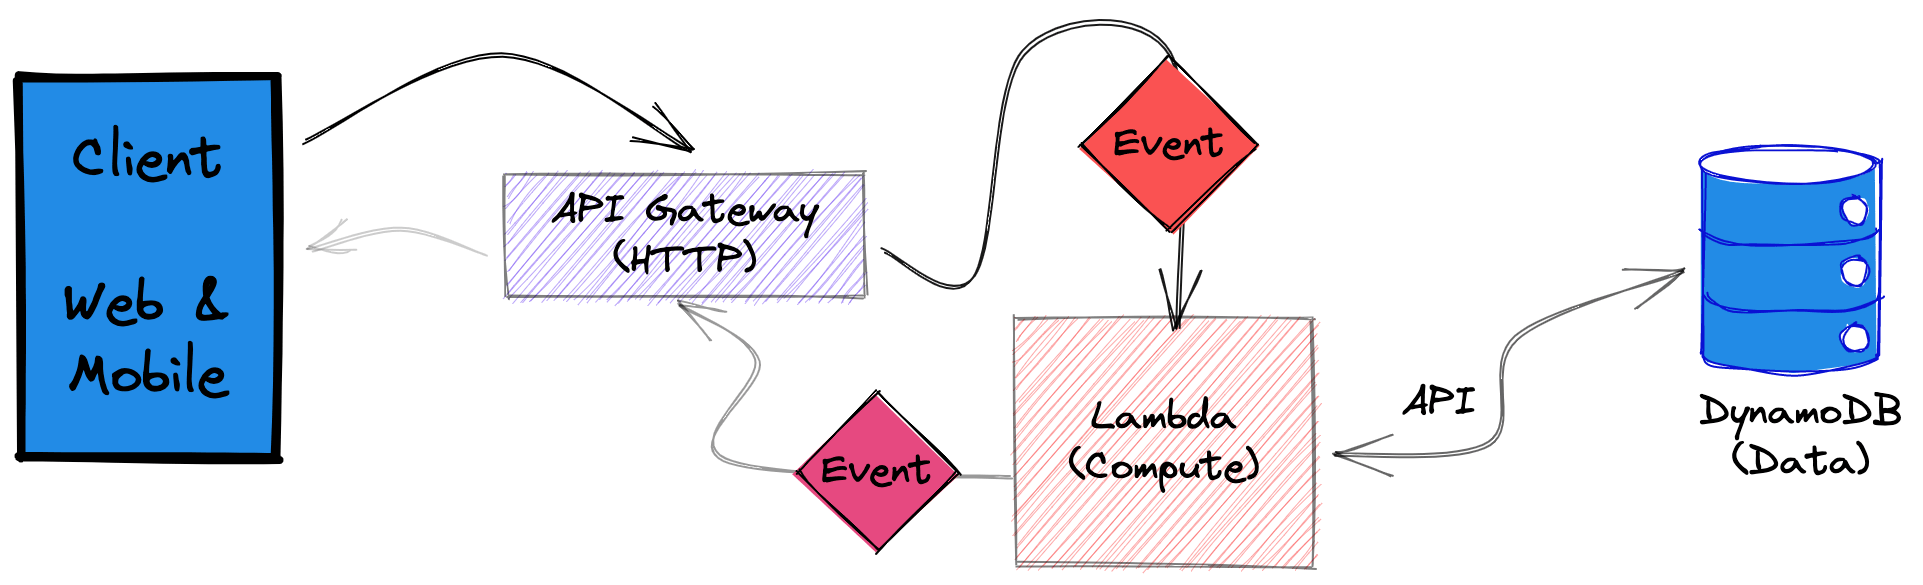 Client
Web &
Mobile
API Gateway
(HTTP)
Event
Event
Lambda
(Compute)
API
DynamoDB
(Data)